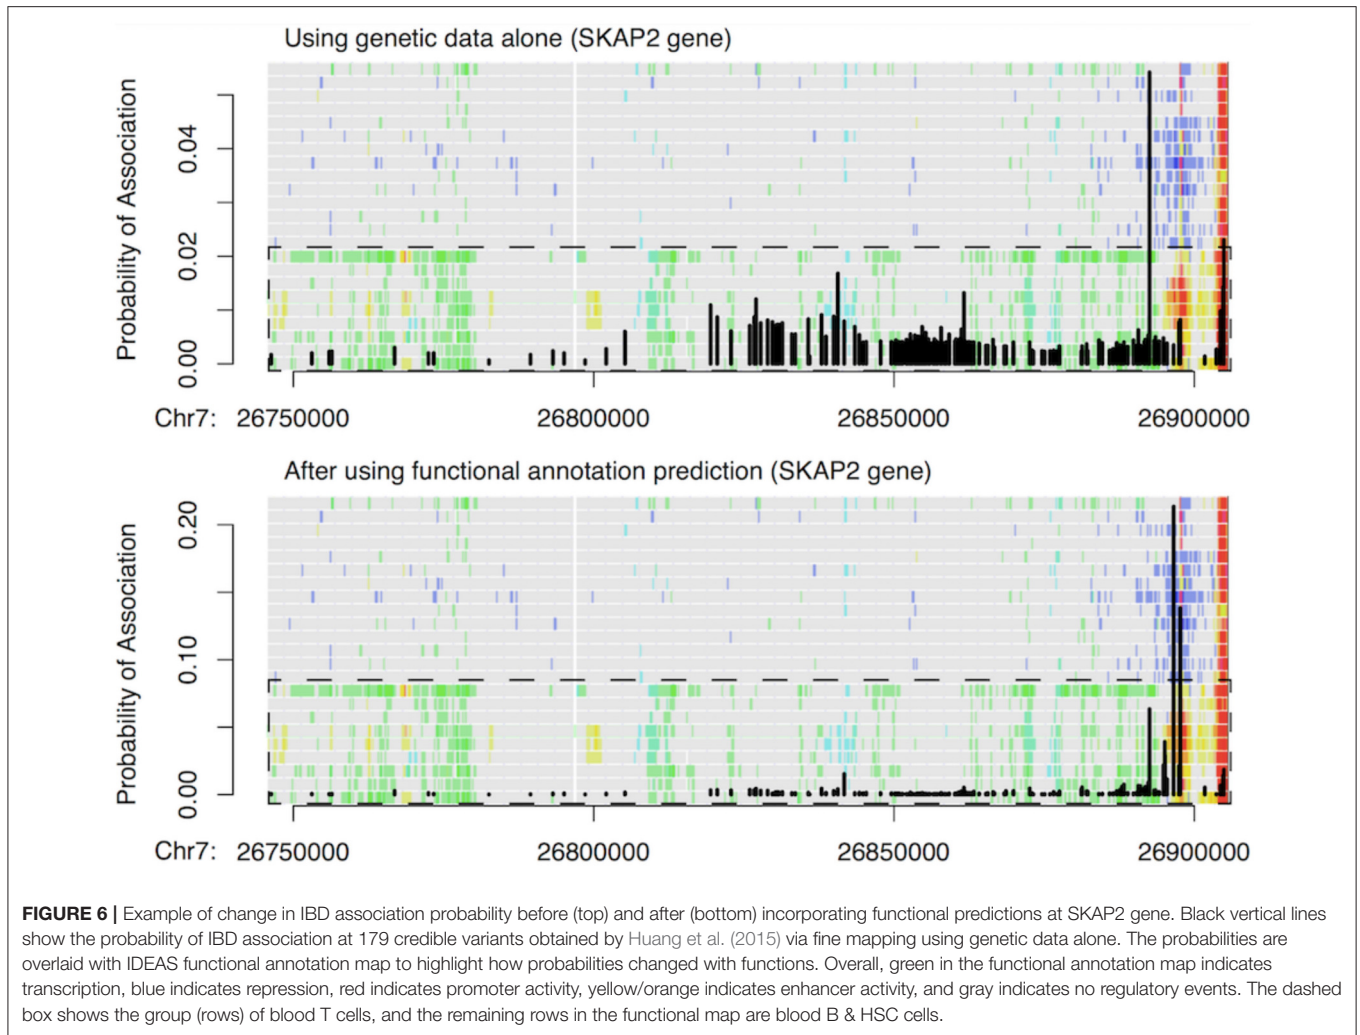 Using genetic data alone (SKAP2 gene)
Probability of Association
0.04
0.02
0.00
Chr7: 26750000 26800000 26850000 26900000
After using functional annotation prediction (SKAP2 gene)
Probability of Association
0.20
0.10
0.00
Chr7: 26750000 26800000 26850000 26900000
FIGURE 6 | Example of change in IBD association probability before (top) and after (bottom) incorporating functional predictions at SKAP2 gene. Black vertical lines
show the probability of IBD association at 179 credible variants obtained by Huang et al. (2015) via fine mapping using genetic data alone. The probabilities are
overlaid with IDEAS functional annotation map to highlight how probabilities changed with functions. Overall, green in the functional annotation map indicates
transcription, blue indicates repression, red indicates promoter activity, yellow/orange indicates enhancer activity, and gray indicates no regulatory events. The dashed
box shows the group (rows) of blood T cells, and the remaining rows in the functional map are blood B & HSC cells.